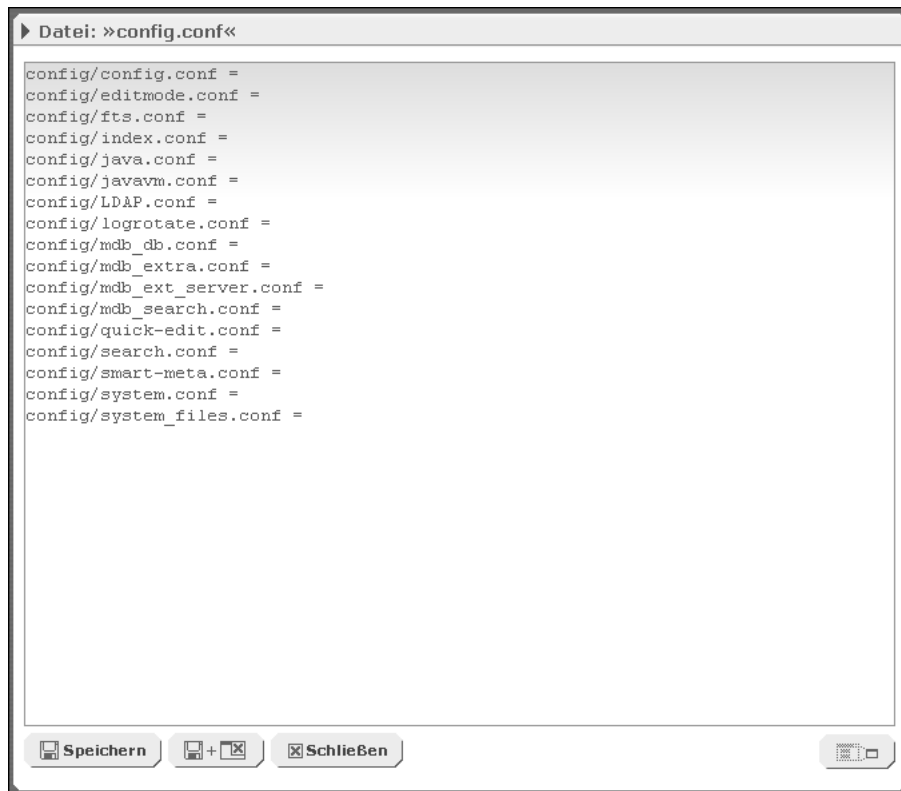 Datei: »config.conf«
config/config.conf =
config/editmode.conf =
config/fts.conf =
config/index.conf =
config/java.conf =
config/javavm.conf =
config/LDAP.conf =
config/logrotate.conf =
config/mdb_db.conf =
config/mdb_extra.conf =
config/mdb_ext_server.conf =
config/mdb_search.conf =
config/quick-edit.conf =
config/search.conf =
config/smart-meta.conf =
config/system.conf =
config/system_files.conf =
Speichern + Schließen